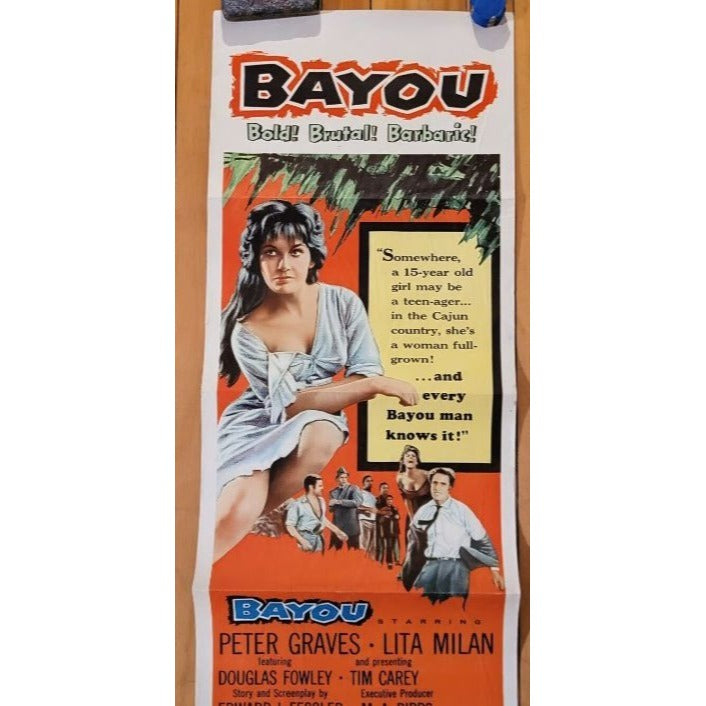 BAYOU
Bold! Brutal! Barbaric!
"Somewhere,
a 15-year old
girl may be
a teen-ager...
in the Cajun
country, she's
a woman full-
grown!
...and
every
Bayou man
knows it!"
BAYOU STARRING
PETER GRAVES · LITA MILAN
featuring and presenting
DOUGLAS FOWLEY · TIM CAREY
Story and Screenplay by Executive Producer